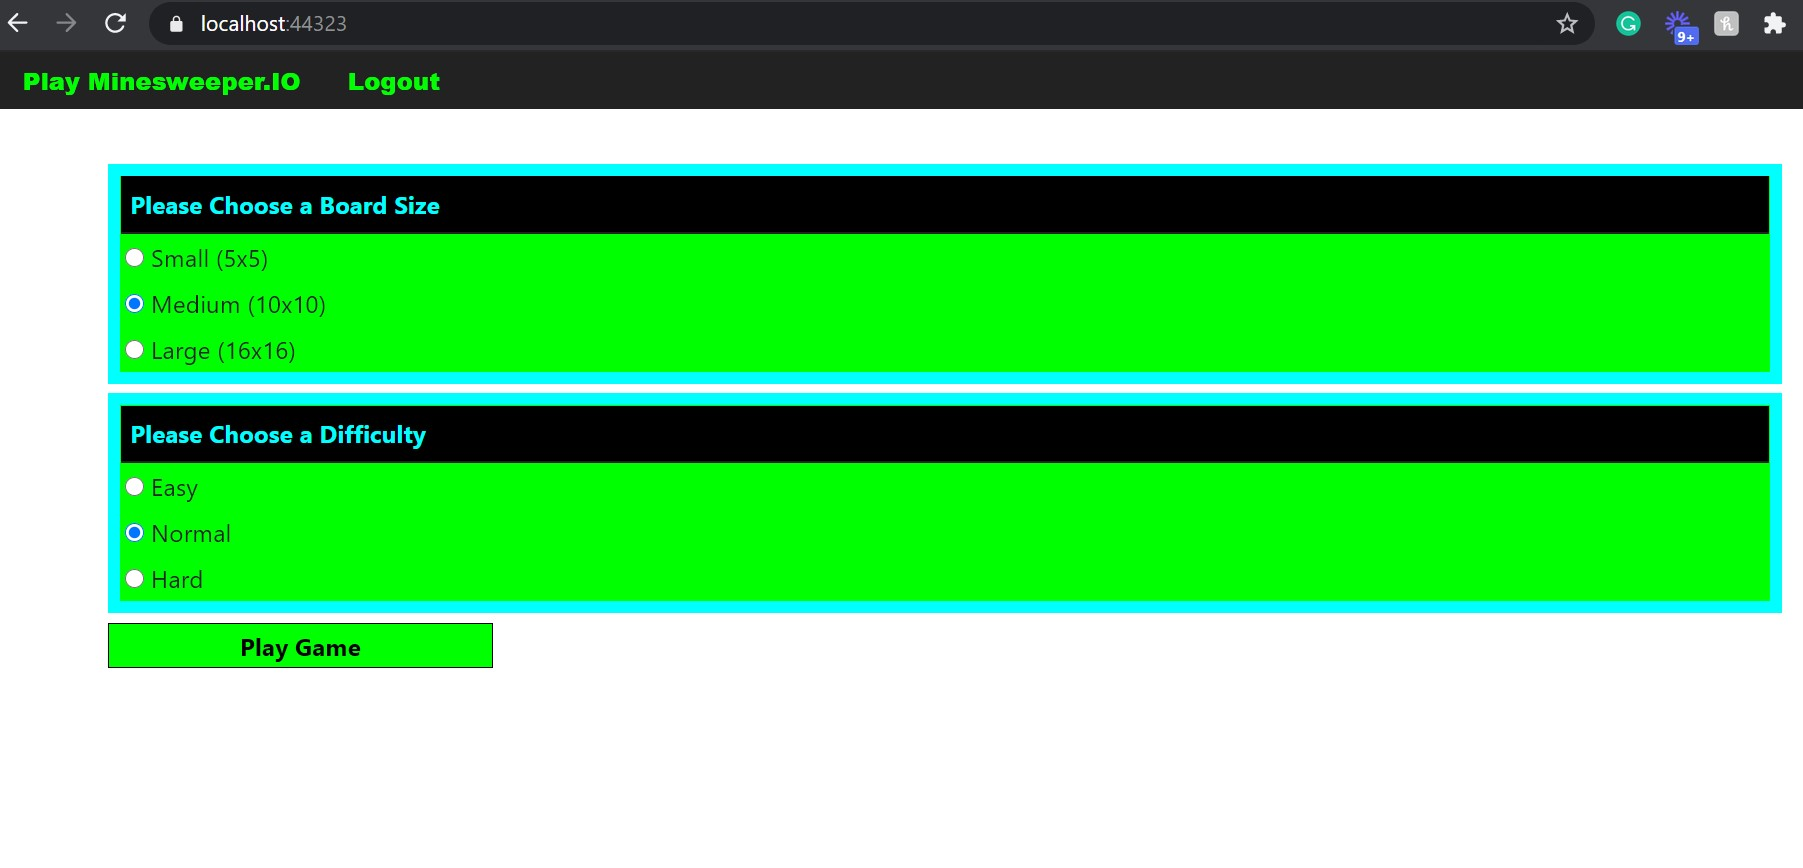 localhost:44323
9+
Play Minesweeper.IO Logout
Please Choose a Board Size
Small (5x5)
Medium (10x10)
Large (16x16)
Please Choose a Difficulty
Easy
Normal
Hard
Play Game